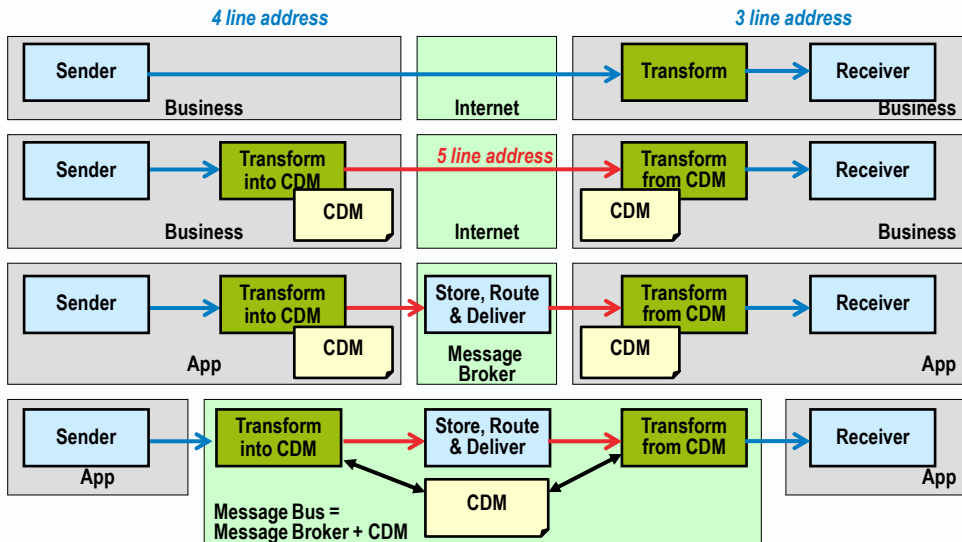 4 line address
3 line address
Sender
Transform
Receiver
Business
Internet
Business
Sender
Transform
into CDM
5 line address
Transform
from CDM
Receiver
CDM
CDM
Business
Internet
Business
Sender
Transform
into CDM
Store, Route
& Deliver
Transform
from CDM
Receiver
CDM
CDM
App
Message
Broker
App
Sender
Transform
into CDM
Store, Route
& Deliver
Transform
from CDM
Receiver
App
App
CDM
Message Bus =
Message Broker + CDM